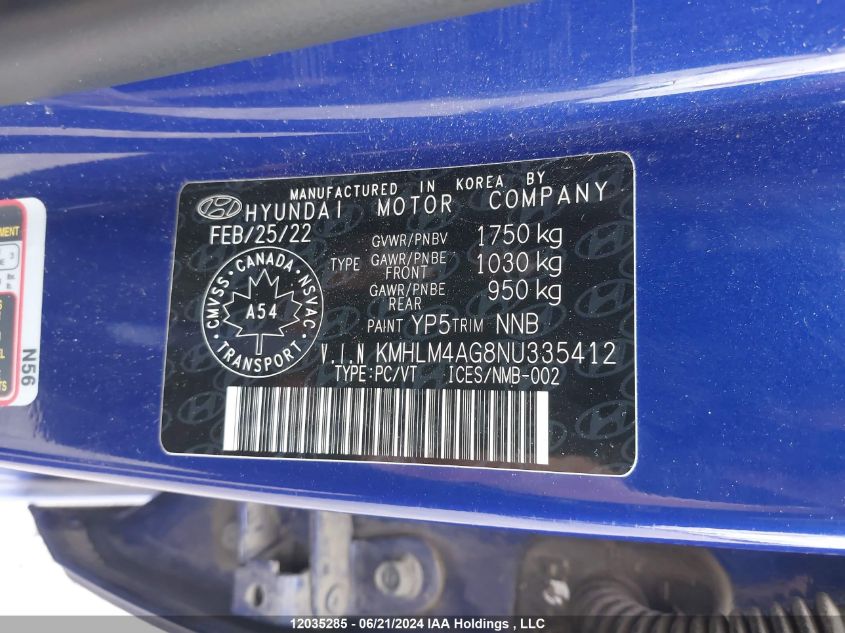 MANUFACTURED IN KOREA BY
HYUNDAI MOTOR COMPANY
FEB/25/22
GVWR/PNBV 1750 kg
TYPE GAWR/PNBE FRONT 1030 kg
GAWR/PNBE REAR 950 kg
PAINT YP5 TRIM NNB
CMVSS · CANADA · NSVAC
A54
TRANSPORT
V.I.N KMHLM4AG8NU335412
TYPE:PC/VT ICES/NMB-002
N56
12035285 - 06/21/2024 IAA Holdings , LLC